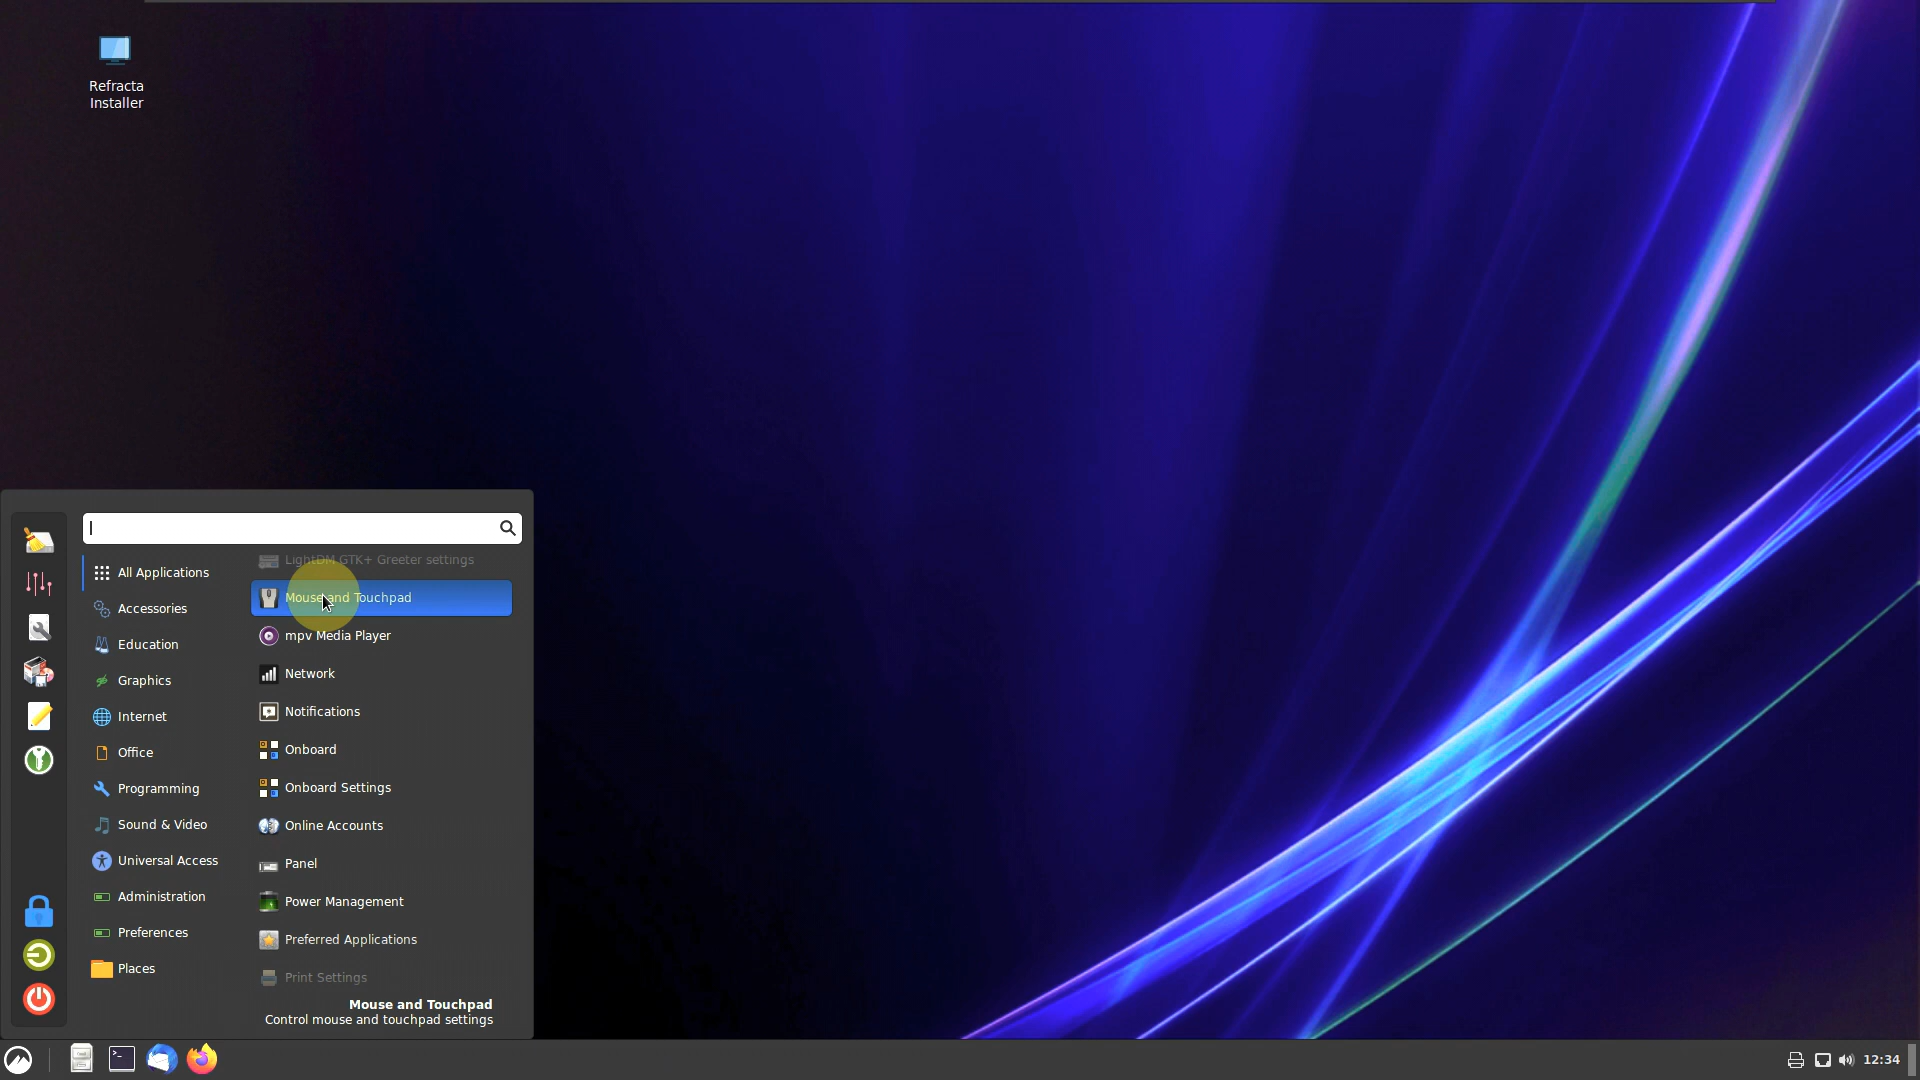 Refracta
Installer
All Applications
Accessories
Education
Graphics
Internet
Office
Programming
Sound & Video
Universal Access
Administration
Preferences
Places
LightDM GTK+ Greeter settings
Mouse and Touchpad
mpv Media Player
Network
Notifications
Onboard
Onboard Settings
Online Accounts
Panel
Power Management
Preferred Applications
Print Settings
Mouse and Touchpad
Control mouse and touchpad settings
12:34